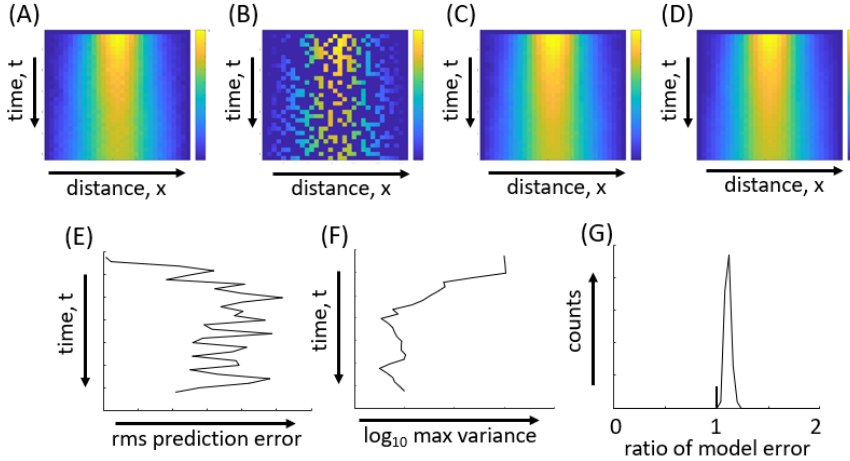 (A)
(B)
(C)
(D)
time, t
time, t
time, t
time, t
distance, x
distance, x
distance, x
distance, x
(E)
(F)
(G)
time, t
time, t
counts
0
1
2
rms prediction error
log₁₀ max variance
ratio of model error